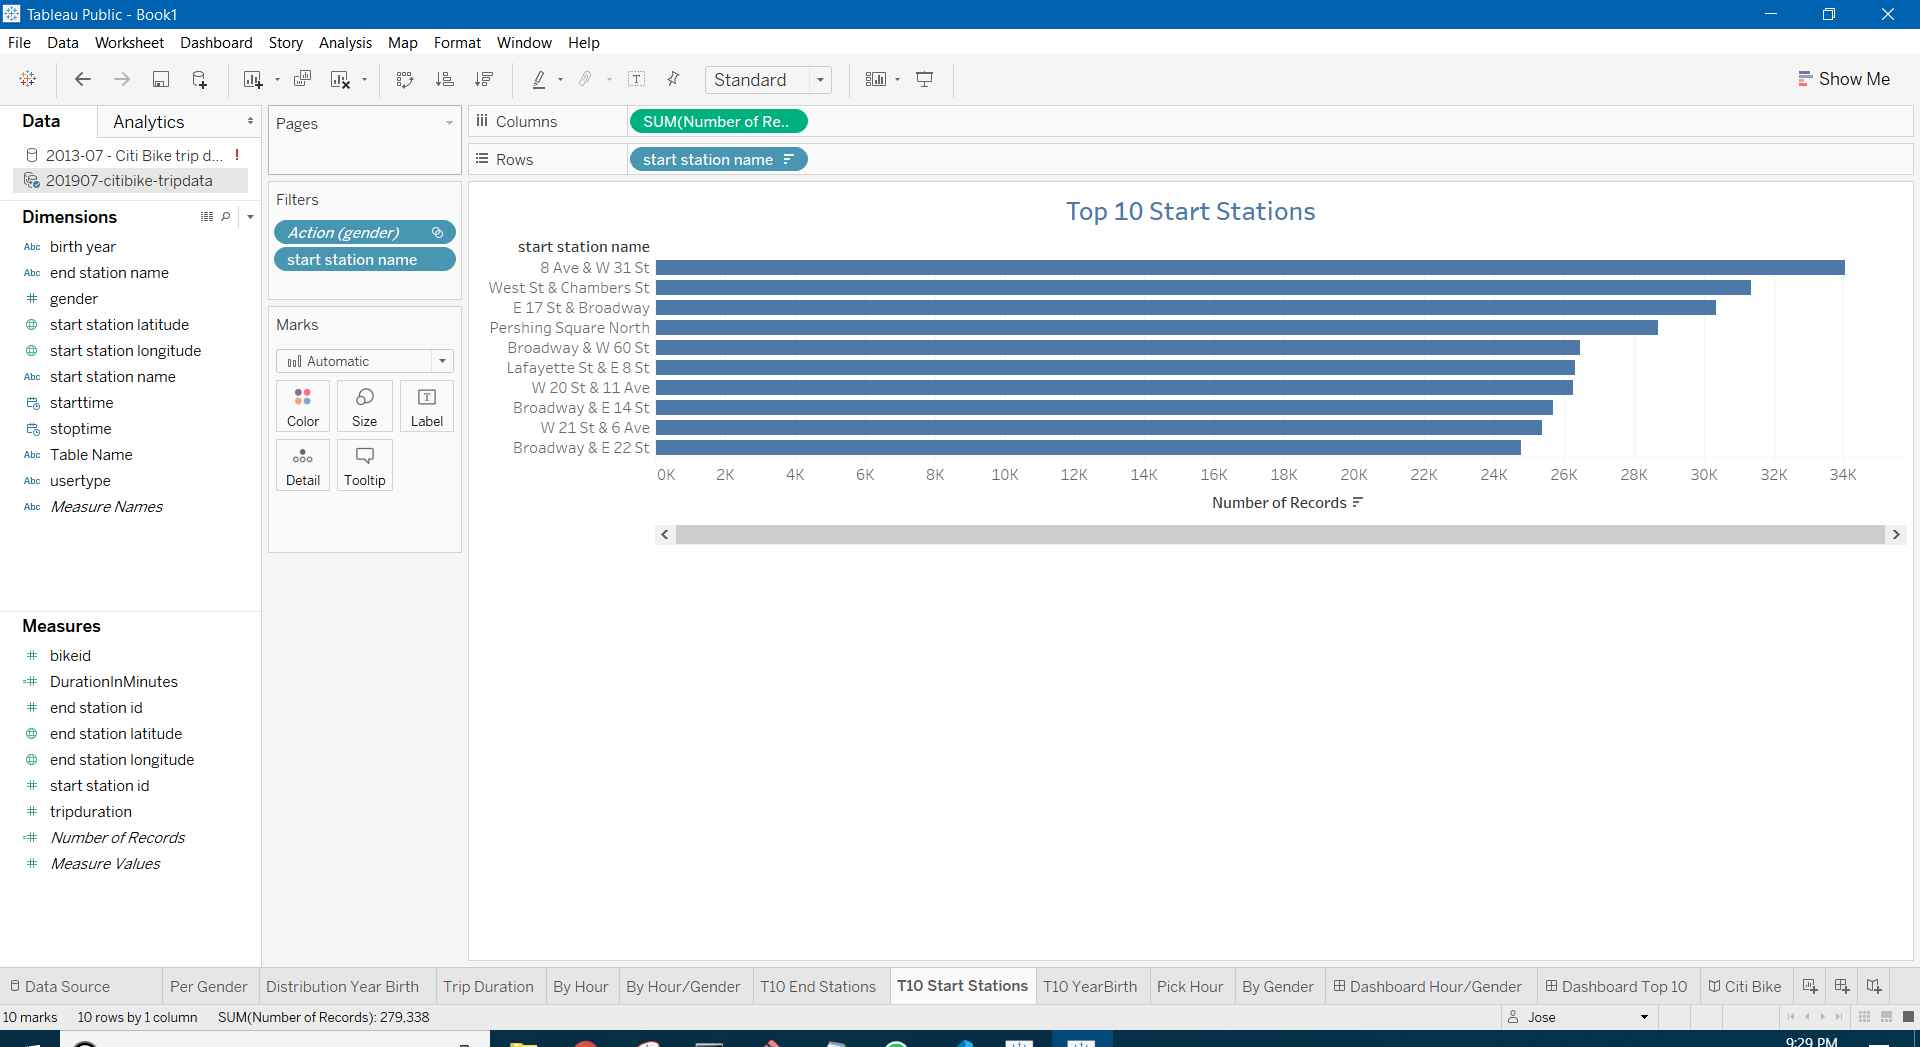 Tableau Public - Book1
File Data Worksheet Dashboard Story Analysis Map Format Window Help
Standard
Show Me
Data
Analytics
2013-07 - Citi Bike trip d... !
201907-citibike-tripdata
Dimensions
Abc birth year
Abc end station name
# gender
start station latitude
start station longitude
Abc start station name
starttime
stoptime
Abc Table Name
Abc usertype
Abc Measure Names
Measures
# bikeid
=# DurationInMinutes
# end station id
end station latitude
end station longitude
# start station id
# tripduration
=# Number of Records
# Measure Values
Pages
Filters
Action (gender)
start station name
Marks
Automatic
Color Size Label
Detail Tooltip
Columns SUM(Number of Re..
Rows start station name
Top 10 Start Stations
start station name
8 Ave & W 31 St
West St & Chambers St
E 17 St & Broadway
Pershing Square North
Broadway & W 60 St
Lafayette St & E 8 St
W 20 St & 11 Ave
Broadway & E 14 St
W 21 St & 6 Ave
Broadway & E 22 St
0K 2K 4K 6K 8K 10K 12K 14K 16K 18K 20K 22K 24K 26K 28K 30K 32K 34K
Number of Records
Data Source Per Gender Distribution Year Birth Trip Duration By Hour By Hour/Gender T10 End Stations T10 Start Stations T10 YearBirth Pick Hour By Gender Dashboard Hour/Gender Dashboard Top 10 Citi Bike
10 marks 10 rows by 1 column SUM(Number of Records): 279,338 Jose
9:29 PM